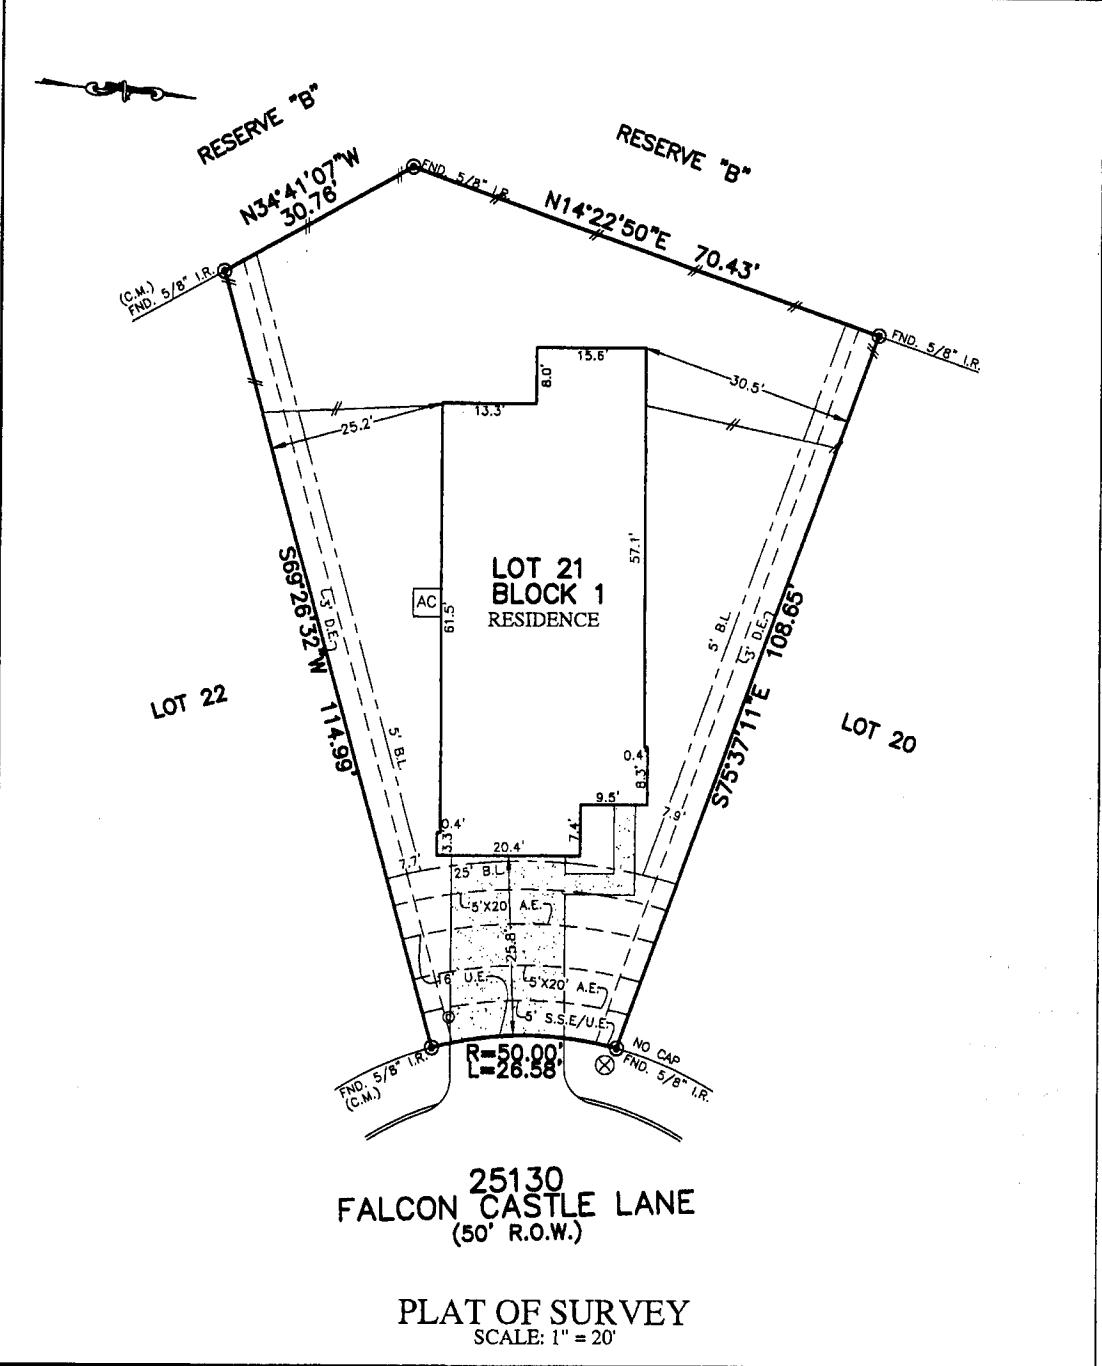 RESERVE "B"
RESERVE "B"
N34°41'07"W
30.76'
FND. 5/8" I.R.
N14°22'50"E 70.43'
(C.M.)
FND. 5/8" I.R.
FND. 5/8" I.R.
15.6'
8.0'
30.5'
13.3'
25.2'
57.1'
LOT 21
BLOCK 1
RESIDENCE
AC
61.5'
S69°26'32"W 114.99'
3' D.E.
5' B.L.
S75°37'11"E 108.65'
3' D.E.
5' B.L.
LOT 22
LOT 20
0.4'
8.3'
9.5'
7.4'
7.9'
0.4'
3.3'
20.4'
7.7'
25' B.L.
5'X20' A.E.
25.8'
16' U.E.
5'X20' A.E.
5' S.S.E/U.E.
R=50.00'
L=26.58'
FND. 5/8" I.R.
(C.M.)
NO CAP
FND. 5/8" I.R.
25130
FALCON CASTLE LANE
(50' R.O.W.)
PLAT OF SURVEY
SCALE: 1" = 20'